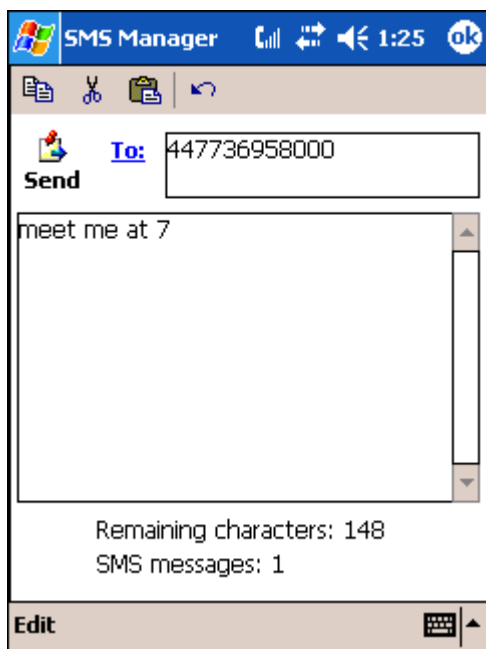 SMS Manager 1:25 ok
To: 447736958000
Send
meet me at 7
Remaining characters: 148
SMS messages: 1
Edit